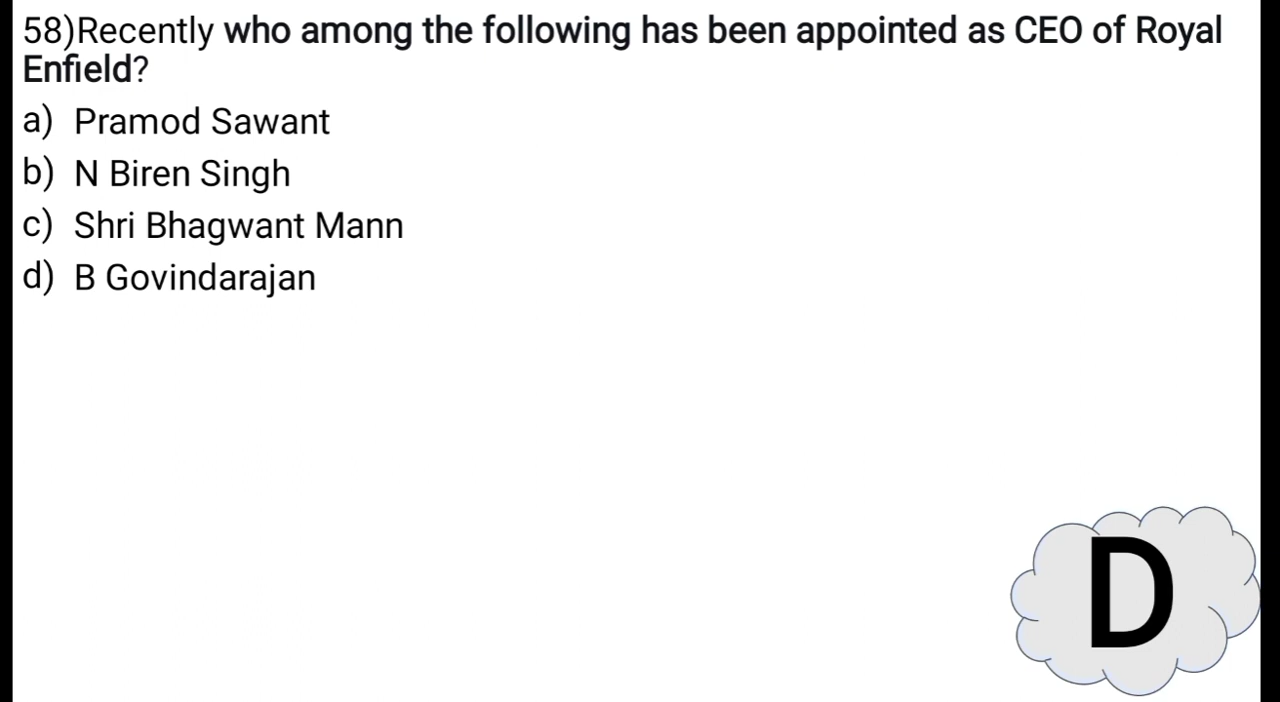 58)Recently who among the following has been appointed as CEO of Royal
Enfield?
a) Pramod Sawant
b) N Biren Singh
c) Shri Bhagwant Mann
d) B Govindarajan
D